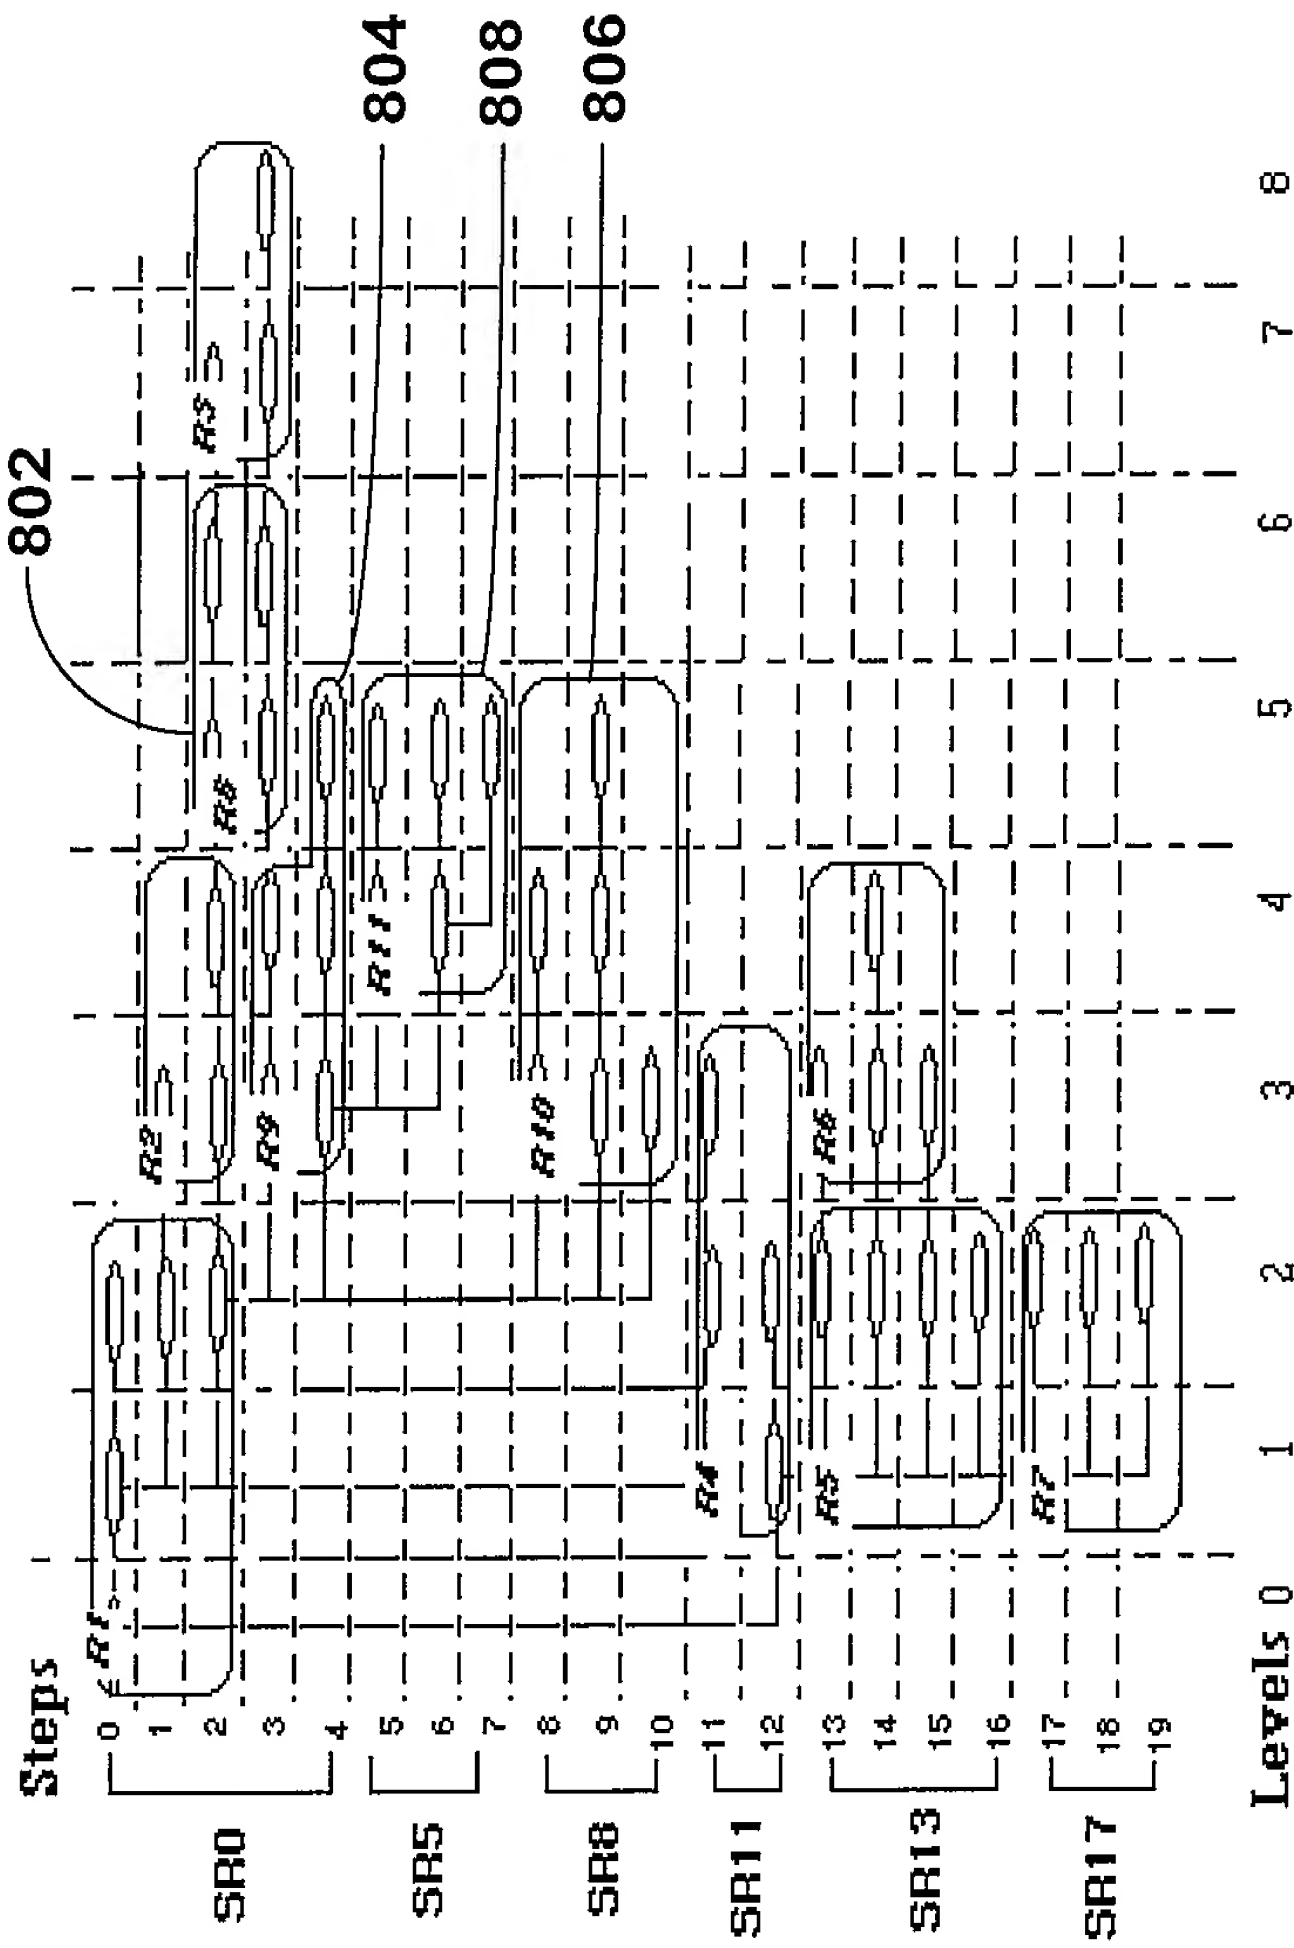 Steps 802
0 R1
1 R2
SR0 2 R8 R3
3 R9
4 804
5 R11
SR5 6
7 808
8 R10
SR8 9 806
10
11 R4
SR11 12
13 R5 R6
14
SR13 15
16
17 R7
SR17 18
19
Levels 0 1 2 3 4 5 6 7 8